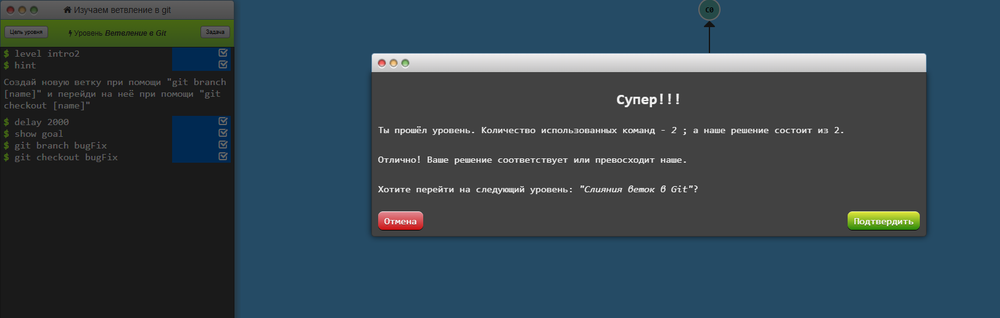 Изучаем ветвление в git
Цель уровня
Уровень Ветвление в Git
Задача
$ level intro2
$ hint
Создай новую ветку при помощи "git branch
[name]" и перейди на неё при помощи "git
checkout [name]"
$ delay 2000
$ show goal
$ git branch bugFix
$ git checkout bugFix
C0
Супер!!!
Ты прошёл уровень. Количество использованных команд - 2 ; а наше решение состоит из 2.
Отлично! Ваше решение соответствует или превосходит наше.
Хотите перейти на следующий уровень: "Слияния веток в Git"?
Отмена
Подтвердить